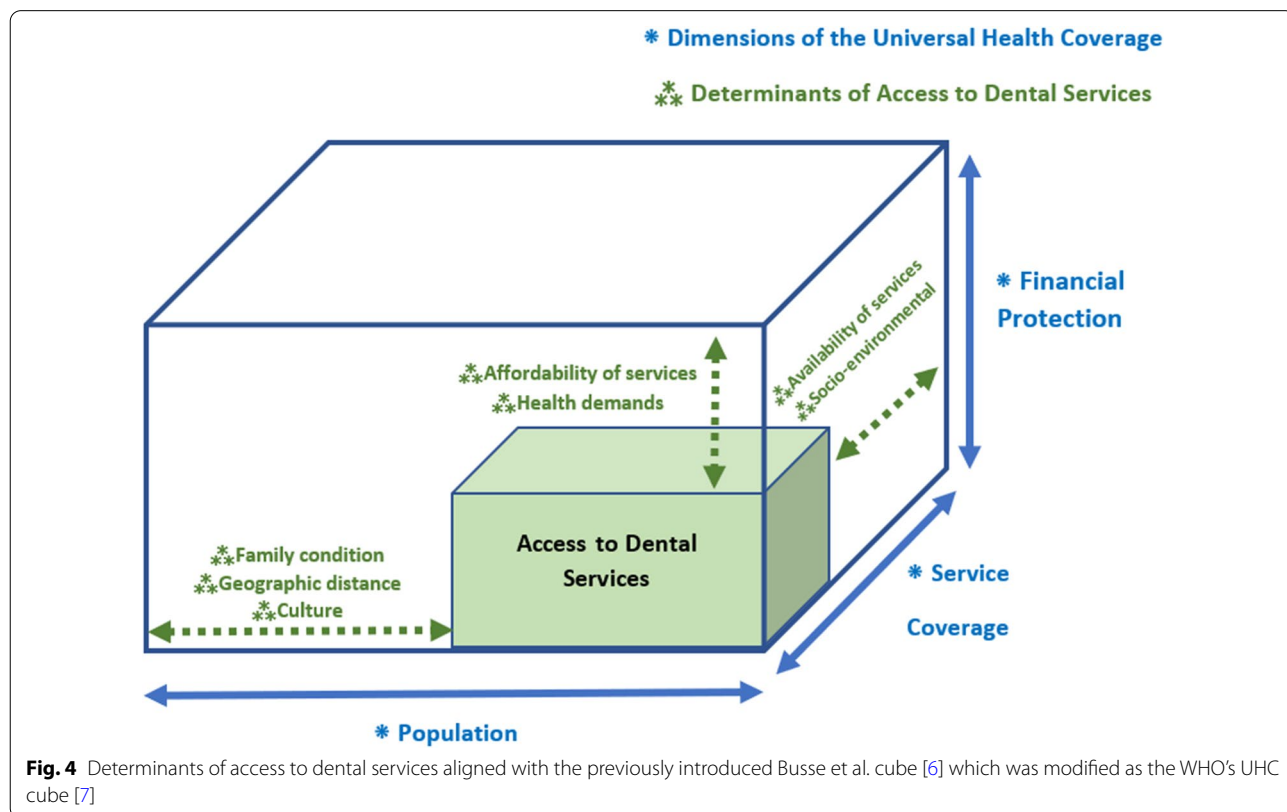 * Dimensions of the Universal Health Coverage
⁂ Determinants of Access to Dental Services
* Financial
Protection
⁂Availability of services
⁂Socio-environmental
⁂Affordability of services
⁂Health demands
Access to Dental
Services
⁂Family condition
⁂Geographic distance
⁂Culture
* Service
Coverage
* Population
Fig. 4 Determinants of access to dental services aligned with the previously introduced Busse et al. cube [6] which was modified as the WHO’s UHC
cube [7]